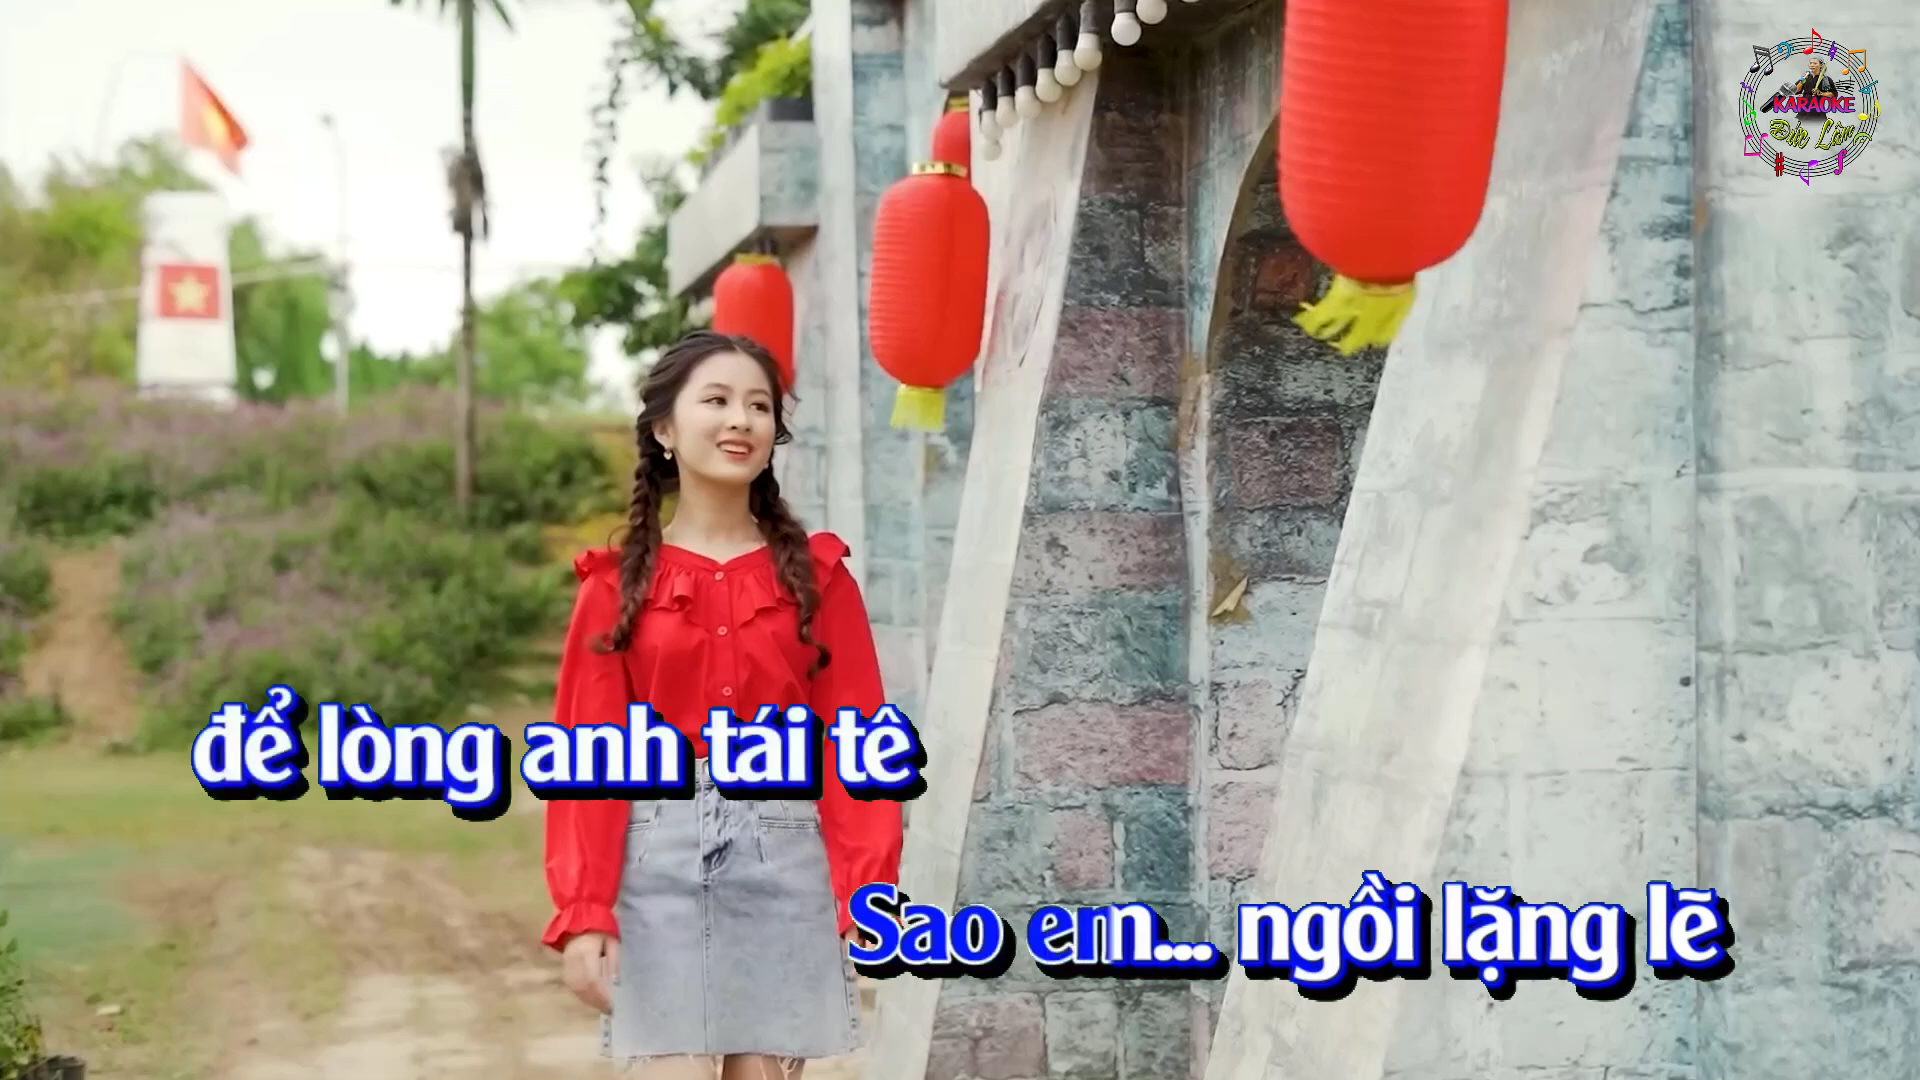 KARAOKE
để lòng anh tái tê
Sao em... ngồi lặng lẽ